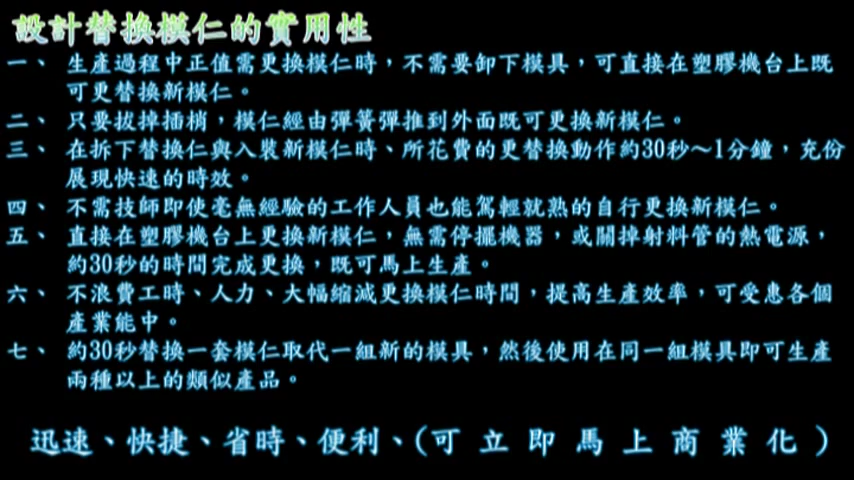 設計替換模仁的實用性
一、 生產過程中正值需更換模仁時，不需要卸下模具，可直接在塑膠機台上既
可更替換新模仁。
二、 只要拔掉插梢，模仁經由彈簧彈推到外面既可更換新模仁。
三、 在拆下替換仁與入裝新模仁時、所花費的更替換動作約30秒～1分鐘，充份
展現快速的時效。
四、 不需技師即使毫無經驗的工作人員也能駕輕就熟的自行更換新模仁。
五、 直接在塑膠機台上更換新模仁，無需停擺機器，或關掉射料管的熱電源，
約30秒的時間完成更換，既可馬上生產。
六、 不浪費工時、人力、大幅縮減更換模仁時間，提高生產效率，可受惠各個
產業能中。
七、 約30秒替換一套模仁取代一組新的模具，然後使用在同一組模具即可生產
兩種以上的類似產品。
迅速、快捷、省時、便利、(可 立 即 馬 上 商 業 化 )